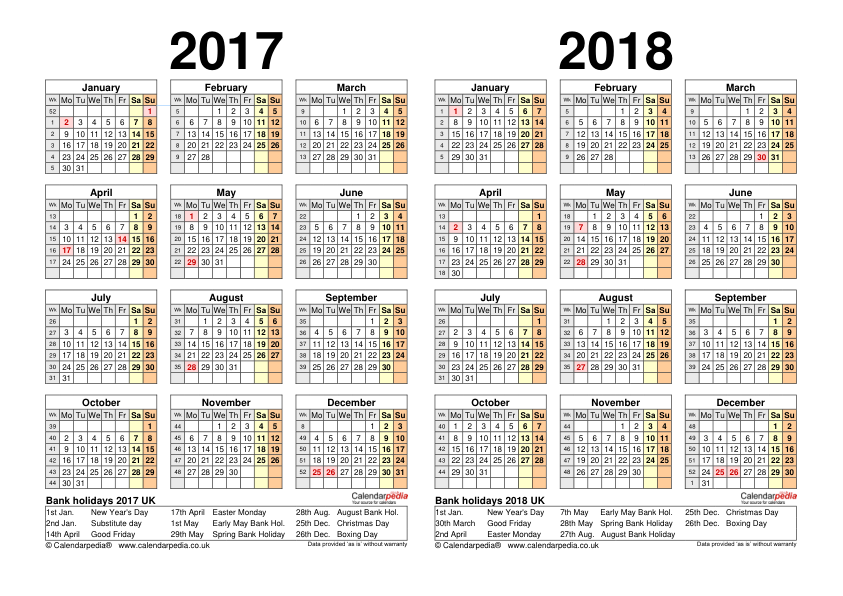 2017
January
Wk Mo Tu We Th Fr Sa Su
52 1
1 2 3 4 5 6 7 8
2 9 10 11 12 13 14 15
3 16 17 18 19 20 21 22
4 23 24 25 26 27 28 29
5 30 31
February
Wk Mo Tu We Th Fr Sa Su
5 1 2 3 4 5
6 6 7 8 9 10 11 12
7 13 14 15 16 17 18 19
8 20 21 22 23 24 25 26
9 27 28
March
Wk Mo Tu We Th Fr Sa Su
9 1 2 3 4 5
10 6 7 8 9 10 11 12
11 13 14 15 16 17 18 19
12 20 21 22 23 24 25 26
13 27 28 29 30 31
April
Wk Mo Tu We Th Fr Sa Su
13 1 2
14 3 4 5 6 7 8 9
15 10 11 12 13 14 15 16
16 17 18 19 20 21 22 23
17 24 25 26 27 28 29 30
May
Wk Mo Tu We Th Fr Sa Su
18 1 2 3 4 5 6 7
19 8 9 10 11 12 13 14
20 15 16 17 18 19 20 21
21 22 23 24 25 26 27 28
22 29 30 31
June
Wk Mo Tu We Th Fr Sa Su
22 1 2 3 4
23 5 6 7 8 9 10 11
24 12 13 14 15 16 17 18
25 19 20 21 22 23 24 25
26 26 27 28 29 30
July
Wk Mo Tu We Th Fr Sa Su
26 1 2
27 3 4 5 6 7 8 9
28 10 11 12 13 14 15 16
29 17 18 19 20 21 22 23
30 24 25 26 27 28 29 30
31 31
August
Wk Mo Tu We Th Fr Sa Su
31 1 2 3 4 5 6
32 7 8 9 10 11 12 13
33 14 15 16 17 18 19 20
34 21 22 23 24 25 26 27
35 28 29 30 31
September
Wk Mo Tu We Th Fr Sa Su
35 1 2 3
36 4 5 6 7 8 9 10
37 11 12 13 14 15 16 17
38 18 19 20 21 22 23 24
39 25 26 27 28 29 30
October
Wk Mo Tu We Th Fr Sa Su
39 1
40 2 3 4 5 6 7 8
41 9 10 11 12 13 14 15
42 16 17 18 19 20 21 22
43 23 24 25 26 27 28 29
44 30 31
November
Wk Mo Tu We Th Fr Sa Su
44 1 2 3 4 5
45 6 7 8 9 10 11 12
46 13 14 15 16 17 18 19
47 20 21 22 23 24 25 26
48 27 28 29 30
December
Wk Mo Tu We Th Fr Sa Su
8 1 2 3
49 4 5 6 7 8 9 10
50 11 12 13 14 15 16 17
51 18 19 20 21 22 23 24
52 25 26 27 28 29 30 31
Bank holidays 2017 UK
Calendarpedia
Your source for calendars
1st Jan. New Year's Day 17th April Easter Monday 28th Aug. August Bank Hol.
2nd Jan. Substitute day 1st May Early May Bank Hol. 25th Dec. Christmas Day
14th April Good Friday 29th May Spring Bank Holiday 26th Dec. Boxing Day
© Calendarpedia® www.calendarpedia.co.uk Data provided 'as is' without warranty
2018
January
Wk Mo Tu We Th Fr Sa Su
1 1 2 3 4 5 6 7
2 8 9 10 11 12 13 14
3 15 16 17 18 19 20 21
4 22 23 24 25 26 27 28
5 29 30 31
February
Wk Mo Tu We Th Fr Sa Su
5 1 2 3 4
6 5 6 7 8 9 10 11
7 12 13 14 15 16 17 18
8 19 20 21 22 23 24 25
9 26 27 28
March
Wk Mo Tu We Th Fr Sa Su
9 1 2 3 4
10 5 6 7 8 9 10 11
11 12 13 14 15 16 17 18
12 19 20 21 22 23 24 25
13 26 27 28 29 30 31
April
Wk Mo Tu We Th Fr Sa Su
13 1
14 2 3 4 5 6 7 8
15 9 10 11 12 13 14 15
16 16 17 18 19 20 21 22
17 23 24 25 26 27 28 29
18 30
May
Wk Mo Tu We Th Fr Sa Su
18 1 2 3 4 5 6
19 7 8 9 10 11 12 13
20 14 15 16 17 18 19 20
21 21 22 23 24 25 26 27
22 28 29 30 31
June
Wk Mo Tu We Th Fr Sa Su
22 1 2 3
23 4 5 6 7 8 9 10
24 11 12 13 14 15 16 17
25 18 19 20 21 22 23 24
26 25 26 27 28 29 30
July
Wk Mo Tu We Th Fr Sa Su
26 1
27 2 3 4 5 6 7 8
28 9 10 11 12 13 14 15
29 16 17 18 19 20 21 22
30 23 24 25 26 27 28 29
31 30 31
August
Wk Mo Tu We Th Fr Sa Su
31 1 2 3 4 5
32 6 7 8 9 10 11 12
33 13 14 15 16 17 18 19
34 20 21 22 23 24 25 26
35 27 28 29 30 31
September
Wk Mo Tu We Th Fr Sa Su
35 1 2
36 3 4 5 6 7 8 9
37 10 11 12 13 14 15 16
38 17 18 19 20 21 22 23
39 24 25 26 27 28 29 30
October
Wk Mo Tu We Th Fr Sa Su
40 1 2 3 4 5 6 7
41 8 9 10 11 12 13 14
42 15 16 17 18 19 20 21
43 22 23 24 25 26 27 28
44 29 30 31
November
Wk Mo Tu We Th Fr Sa Su
44 1 2 3 4
45 5 6 7 8 9 10 11
46 12 13 14 15 16 17 18
47 19 20 21 22 23 24 25
26 27 28 29 30
December
Wk Mo Tu We Th Fr Sa Su
48 1 2
49 3 4 5 6 7 8 9
50 10 11 12 13 14 15 16
51 17 18 19 20 21 22 23
52 24 25 26 27 28 29 30
1 31
Bank holidays 2018 UK
Calendarpedia
Your source for calendars
1st Jan. New Year's Day 7th May Early May Bank Hol. 25th Dec. Christmas Day
30th March Good Friday 28th May Spring Bank Holiday 26th Dec. Boxing Day
2nd April Easter Monday 27th Aug. August Bank Holiday
© Calendarpedia® www.calendarpedia.co.uk Data provided 'as is' without warranty